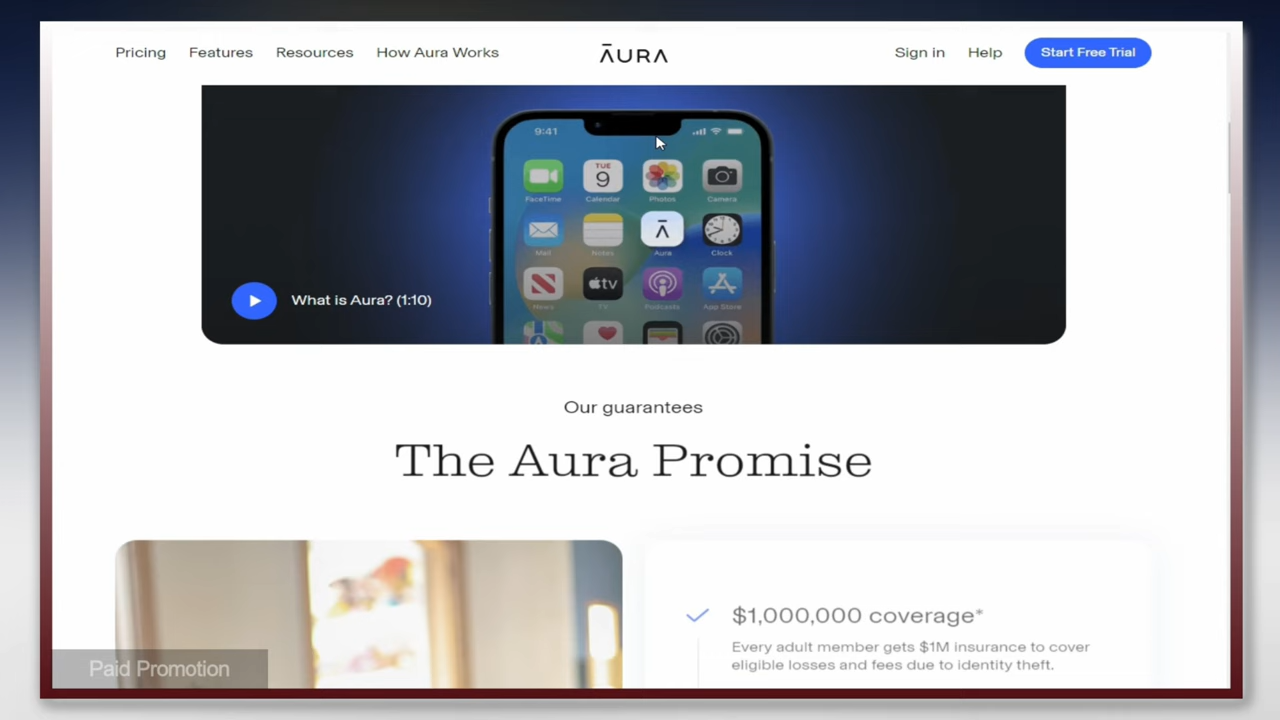 Pricing Features Resources How Aura Works ĀURA Sign in Help Start Free Trial
9:41
TUE
9
FaceTime Calendar Photos Camera
Ā
Mail Notes Aura Clock
tv
News TV Podcasts App Store
What is Aura? (1:10)
Our guarantees
The Aura Promise
$1,000,000 coverage*
Every adult member gets $1M insurance to cover
eligible losses and fees due to identity theft.
Paid Promotion